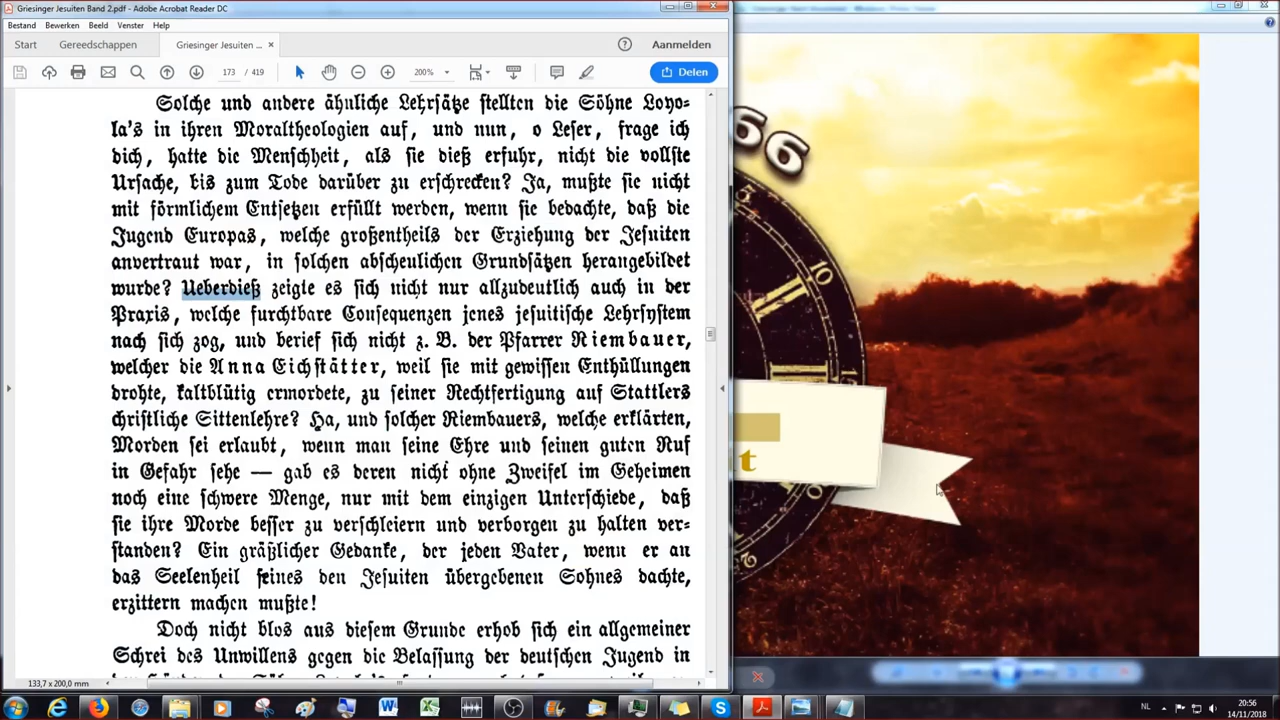 Griesinger Jesuiten Band 2.pdf - Adobe Acrobat Reader DC
Bestand Bewerken Beeld Venster Help
Start Gereedschappen Griesinger Jesuiten ... × Aanmelden
173 / 419 200% Delen
Solche und andere ähnliche Lehrsätze stellten die Söhne Loyo-
la's in ihren Moraltheologien auf, und nun, o Leser, frage ich
dich, hatte die Menschheit, als sie dieß erfuhr, nicht die vollste
Ursache, bis zum Tode darüber zu erschrecken? Ja, mußte sie nicht
mit förmlichem Entsetzen erfüllt werden, wenn sie bedachte, daß die
Jugend Europas, welche großentheils der Erziehung der Jesuiten
anvertraut war, in solchen abscheulichen Grundsätzen herangebildet
wurde? Ueberdieß zeigte es sich nicht nur allzudeutlich auch in der
Praxis, welche furchtbare Consequenzen jenes jesuitische Lehrsystem
nach sich zog, und berief sich nicht z. B. der Pfarrer Riembauer,
welcher die Anna Eichstätter, weil sie mit gewissen Enthüllungen
drohte, kaltblütig ermordete, zu seiner Rechtfertigung auf Stattlers
christliche Sittenlehre? Ha, und solcher Riembauers, welche erklärten,
Morden sei erlaubt, wenn man seine Ehre und seinen guten Ruf
in Gefahr sehe — gab es deren nicht ohne Zweifel im Geheimen
noch eine schwere Menge, nur mit dem einzigen Unterschiede, daß
sie ihre Morde besser zu verschleiern und verborgen zu halten ver-
standen? Ein gräßlicher Gedanke, der jeden Vater, wenn er an
das Seelenheil seines den Jesuiten übergebenen Sohnes dachte,
erzittern machen mußte!
Doch nicht blos aus diesem Grunde erhob sich ein allgemeiner
Schrei des Unwillens gegen die Belassung der deutschen Jugend in
133,7 x 200,0 mm
66
5
10
t
NL 20:56
14/11/2018